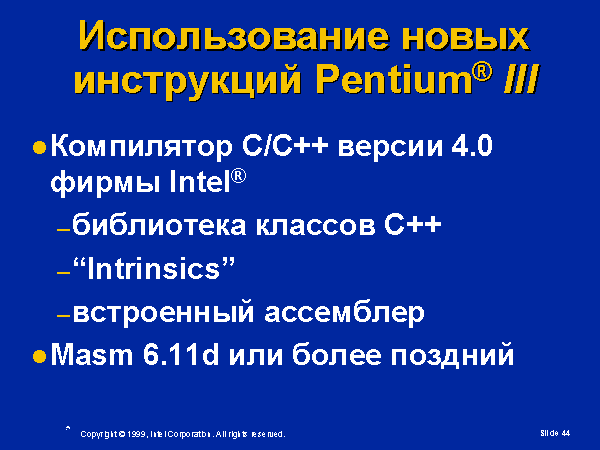 Использование новых
инструкций Pentium® III
●Компилятор C/C++ версии 4.0
фирмы Intel®
–библиотека классов C++
–“Intrinsics”
–встроенный ассемблер
●Masm 6.11d или более поздний
* Copyright © 1999, Intel Corporation. All rights reserved.
Slide 44